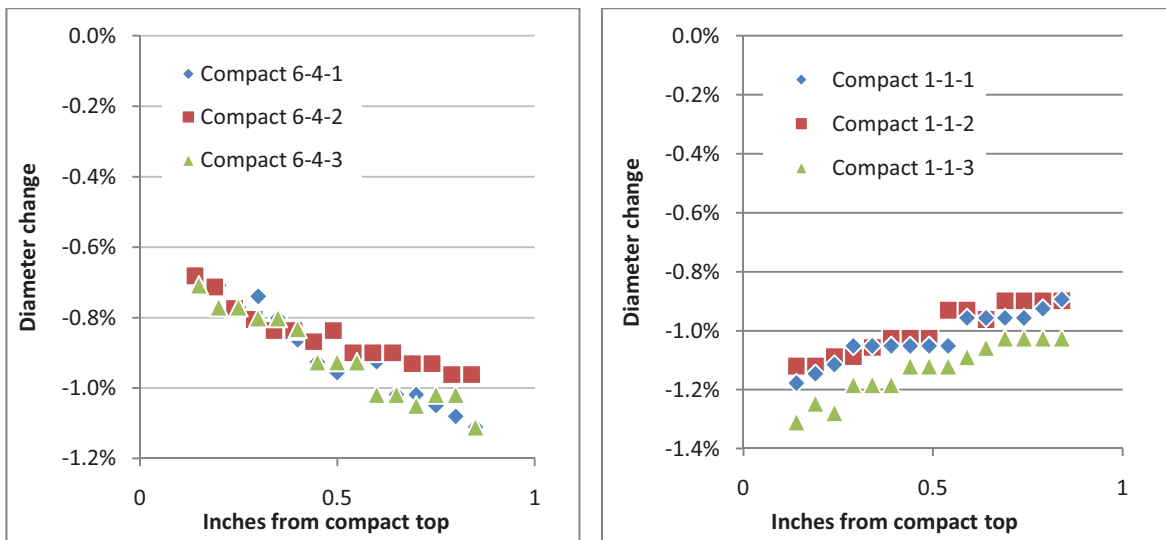 0.0%
-0.2%
-0.4%
-0.6%
-0.8%
-1.0%
-1.2%
Diameter change
Compact 6-4-1
Compact 6-4-2
Compact 6-4-3
0 0.5 1
Inches from compact top
0.0%
-0.2%
-0.4%
-0.6%
-0.8%
-1.0%
-1.2%
-1.4%
Diameter change
Compact 1-1-1
Compact 1-1-2
Compact 1-1-3
0 0.5 1
Inches from compact top